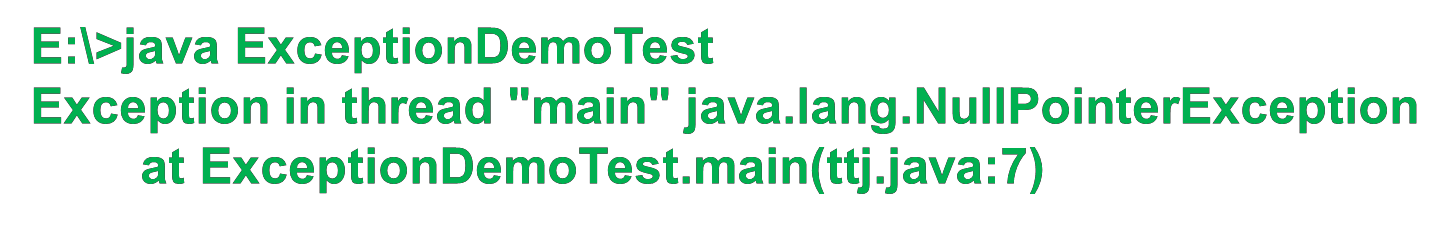 E:\>java ExceptionDemoTest
Exception in thread "main" java.lang.NullPointerException
at ExceptionDemoTest.main(ttj.java:7)